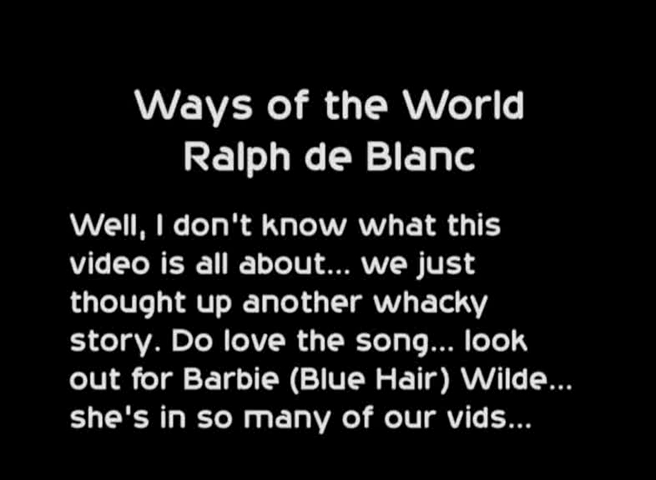 Ways of the World
Ralph de Blanc
Well, I don't know what this
video is all about... we just
thought up another whacky
story. Do love the song... look
out for Barbie (Blue Hair) Wilde...
she's in so many of our vids...